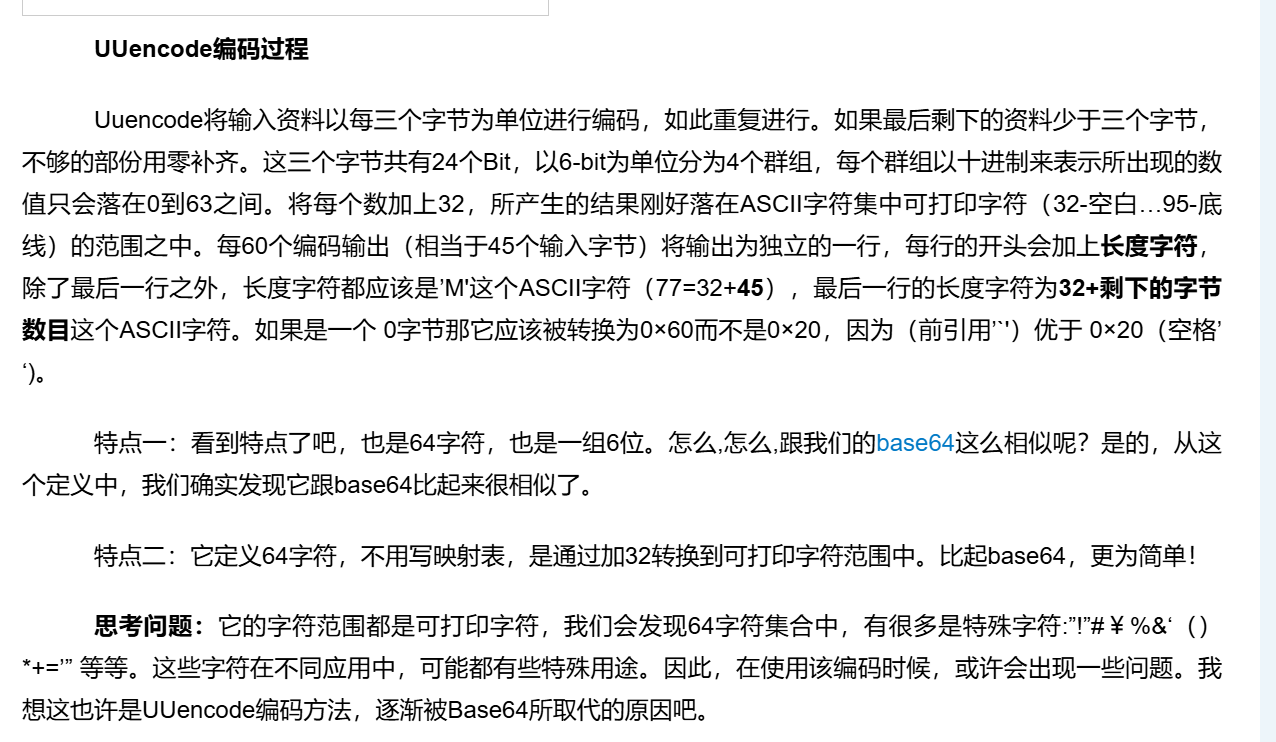 UUencode编码过程
Uuencode将输入资料以每三个字节为单位进行编码，如此重复进行。如果最后剩下的资料少于三个字节，
不够的部份用零补齐。这三个字节共有24个Bit，以6-bit为单位分为4个群组，每个群组以十进制来表示所出现的数
值只会落在0到63之间。将每个数加上32，所产生的结果刚好落在ASCII字符集中可打印字符（32-空白…95-底
线）的范围之中。每60个编码输出（相当于45个输入字节）将输出为独立的一行，每行的开头会加上长度字符，
除了最后一行之外，长度字符都应该是’M'这个ASCII字符（77=32+45），最后一行的长度字符为32+剩下的字节
数目这个ASCII字符。如果是一个 0字节那它应该被转换为0×60而不是0×20，因为（前引用’`'）优于 0×20（空格’
‘)。
特点一：看到特点了吧，也是64字符，也是一组6位。怎么,怎么,跟我们的base64这么相似呢？是的，从这
个定义中，我们确实发现它跟base64比起来很相似了。
特点二：它定义64字符，不用写映射表，是通过加32转换到可打印字符范围中。比起base64，更为简单！
思考问题：它的字符范围都是可打印字符，我们会发现64字符集合中，有很多是特殊字符:”!”#￥%&‘（）
*+=’” 等等。这些字符在不同应用中，可能都有些特殊用途。因此，在使用该编码时候，或许会出现一些问题。我
想这也许是UUencode编码方法，逐渐被Base64所取代的原因吧。